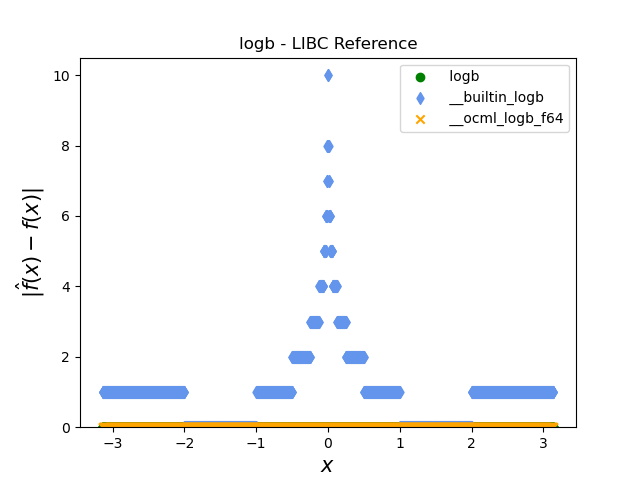 logb - LIBC Reference
logb
__builtin_logb
__ocml_logb_f64
|f̂(x) − f(x)|
10
8
6
4
2
0
−3 −2 −1 0 1 2 3
x